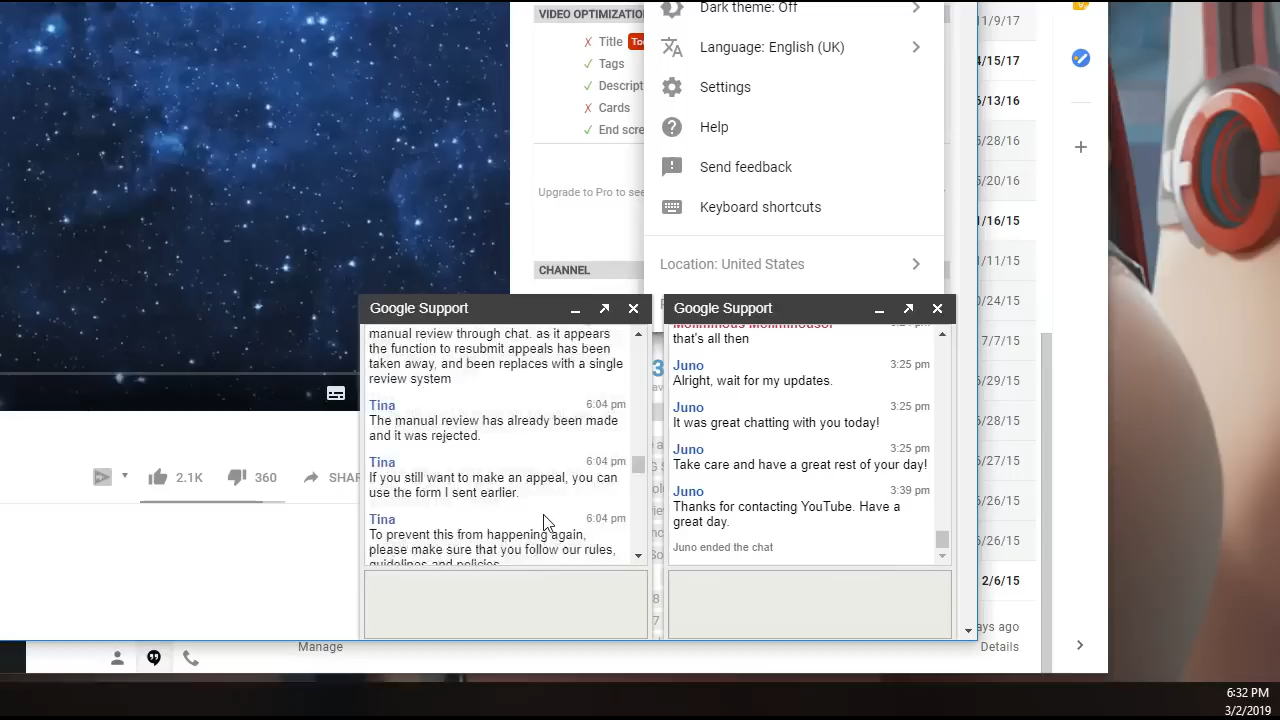 VIDEO OPTIMIZATIO
Title
Tags
Descript
Cards
End scre
Upgrade to Pro to see
CHANNEL
Dark theme: Off
Language: English (UK)
Settings
Help
Send feedback
Keyboard shortcuts
Location: United States
1/9/17
4/15/17
6/13/16
5/28/16
5/20/16
1/16/15
1/11/15
0/24/15
7/7/15
6/29/15
6/28/15
6/27/15
6/26/15
6/26/15
2/6/15
ays ago
Details
2.1K
360
SHAR
Google Support
manual review through chat. as it appears
the function to resubmit appeals has been
taken away, and been replaces with a single
review system
Tina 6:04 pm
The manual review has already been made
and it was rejected.
Tina 6:04 pm
If you still want to make an appeal, you can
use the form I sent earlier.
Tina 6:04 pm
To prevent this from happening again,
please make sure that you follow our rules,
guidelines and policies
Google Support
that's all then
Juno 3:25 pm
Alright, wait for my updates.
Juno 3:25 pm
It was great chatting with you today!
Juno 3:25 pm
Take care and have a great rest of your day!
Juno 3:39 pm
Thanks for contacting YouTube. Have a
great day.
Juno ended the chat
Manage
6:32 PM
3/2/2019